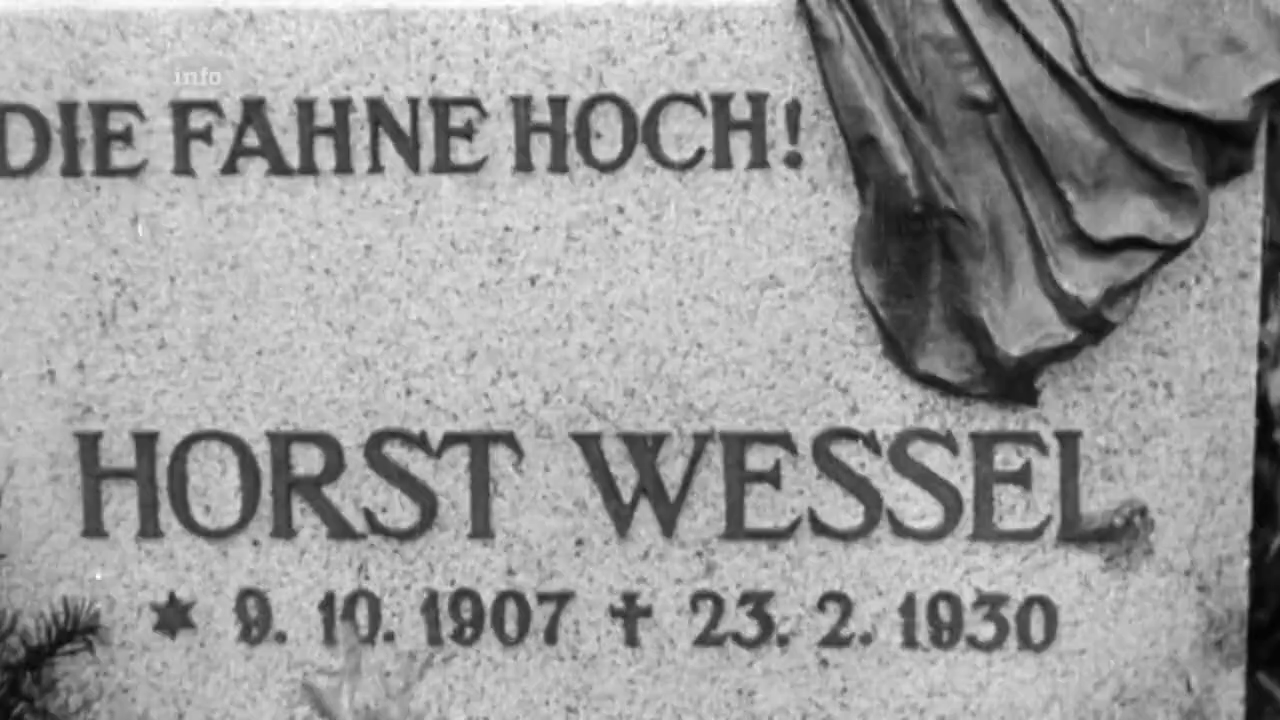 info
DIE FAHNE HOCH!
HORST WESSEL
* 9. 10. 1907 † 23. 2. 1930